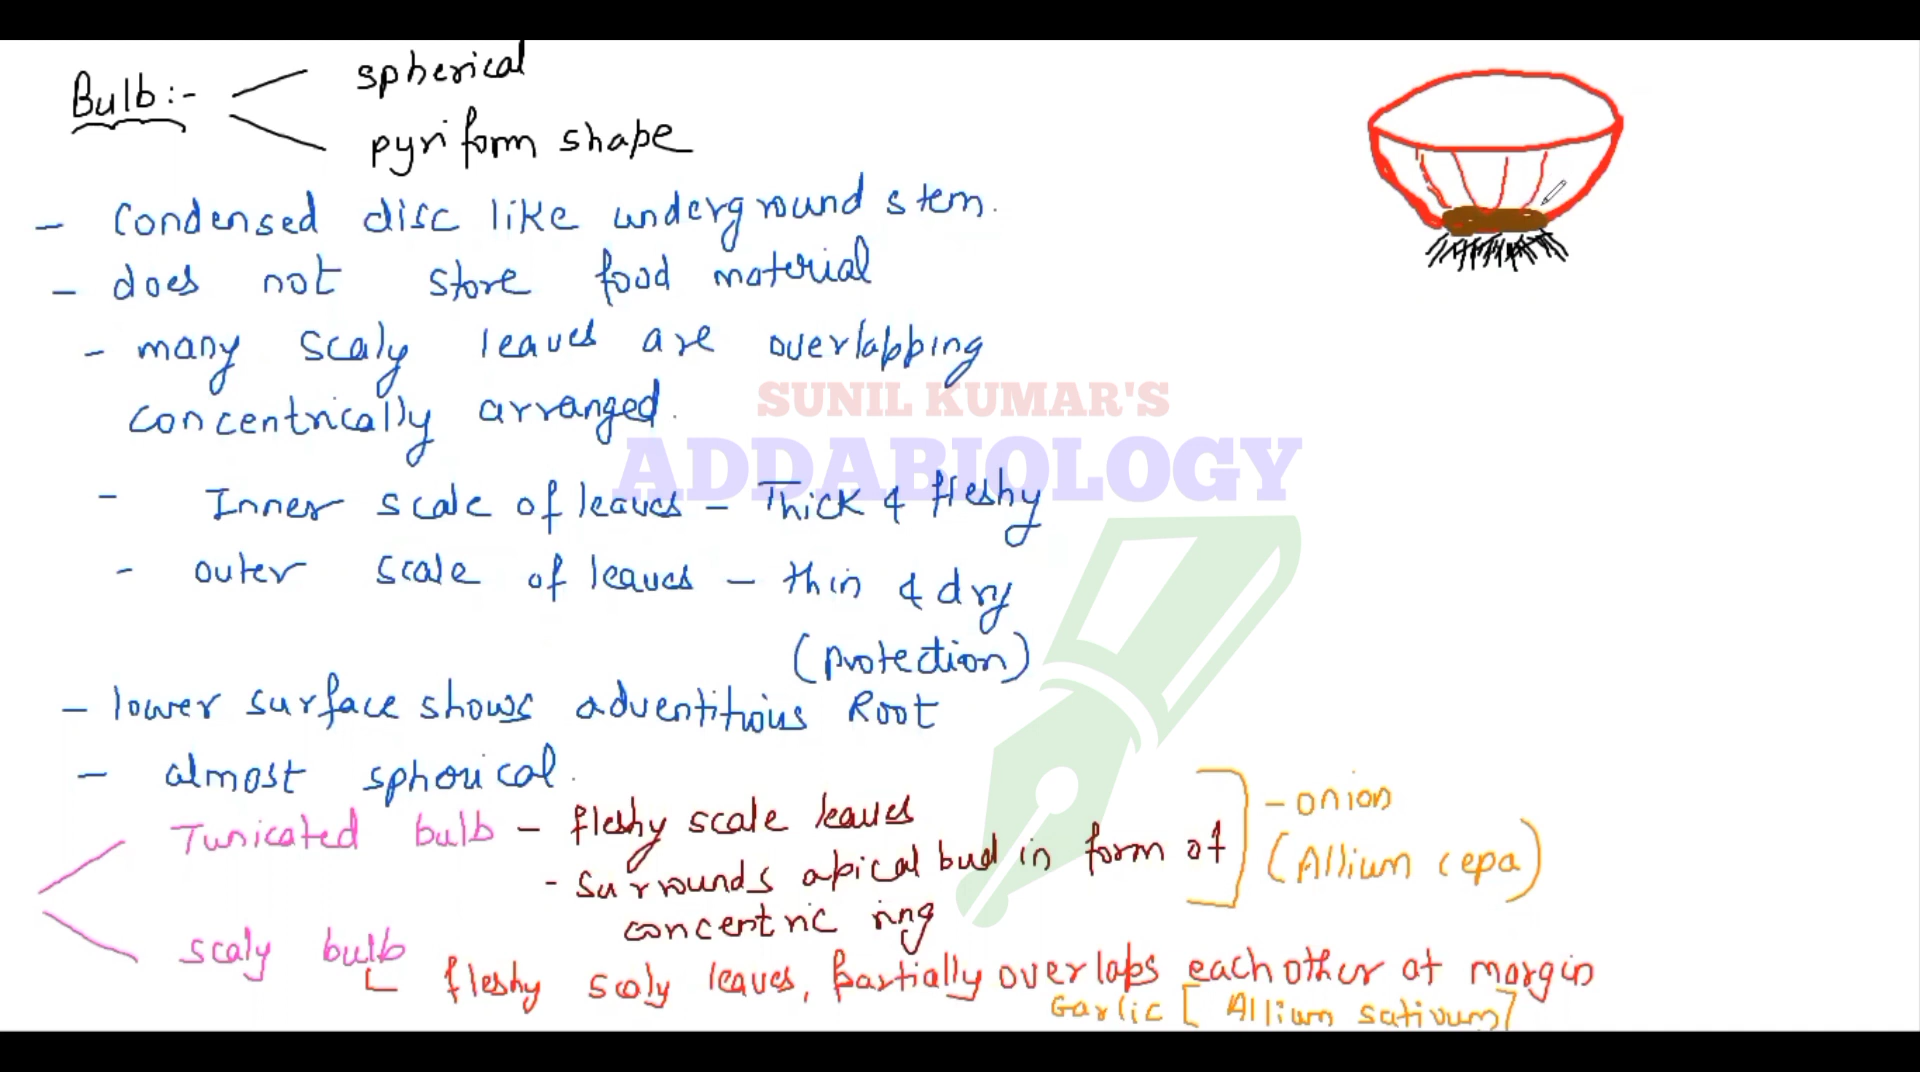 Bulb:-
spherical
pyriform shape
- condensed disc like underground stem.
- does not store food material
- many scaly leaves are overlapping
concentrically arranged.
- Inner scale of leaves - Thick & fleshy
- outer scale of leaves - thin & dry
(protection)
- lower surface shows adventitious Root
- almost spherical.
Tunicated bulb - fleshy scale leaves
- surrounds apical bud in form of
concentric ring
- onion
(Allium cepa)
scaly bulb
fleshy scaly leaves, partially overlaps each other at margin
Garlic [Allium sativum]
SUNIL KUMAR'S
ADDABIOLOGY